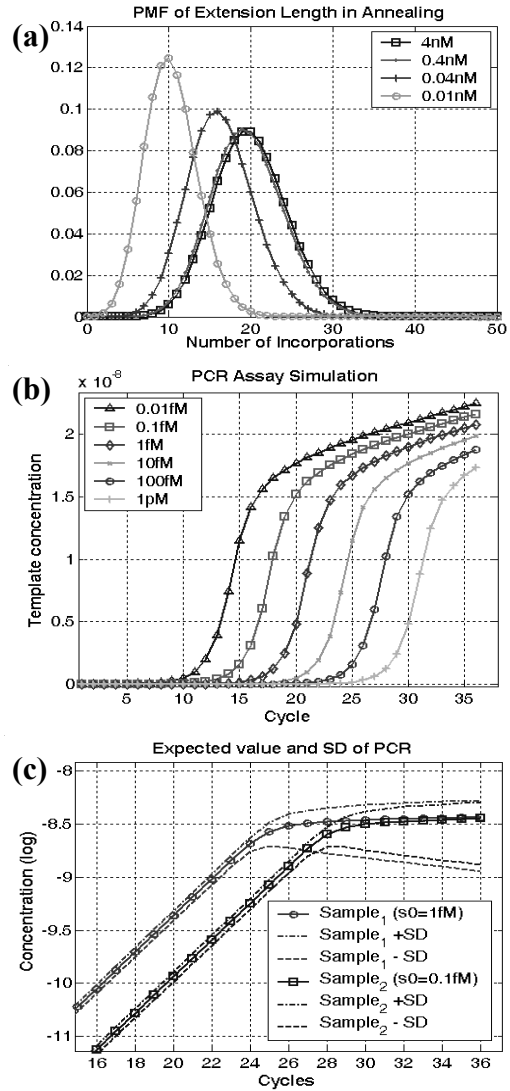 (a)
PMF of Extension Length in Annealing
4nM
0.4nM
0.04nM
0.01nM
0.14
0.12
0.1
0.08
0.06
0.04
0.02
0
0 10 20 30 40 50
Number of Incorporations
(b)
x 10^-8
PCR Assay Simulation
0.01fM
0.1fM
1fM
10fM
100fM
1pM
2
1.5
1
0.5
0
Template concentration
5 10 15 20 25 30 35
Cycle
(c)
Expected value and SD of PCR
-8
-8.5
-9
-9.5
-10
-11
Concentration (log)
Sample1 (s0=1fM)
Sample1 +SD
Sample1 - SD
Sample2 (s0=0.1fM)
Sample2 +SD
Sample2 - SD
16 18 20 22 24 26 28 30 32 34 36
Cycles